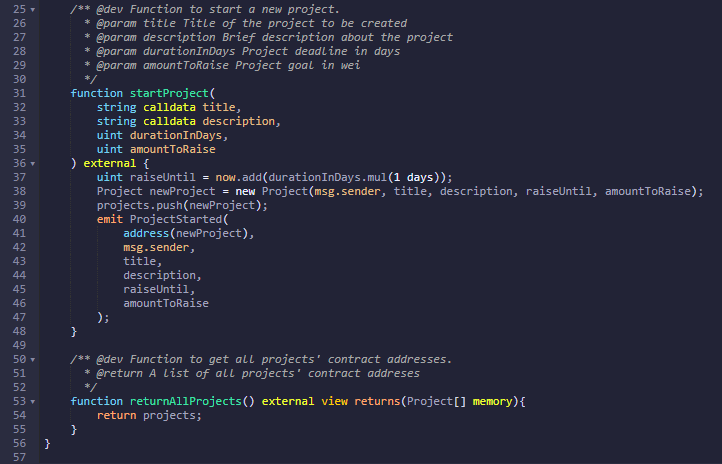 25 /** @dev Function to start a new project.
26 * @param title Title of the project to be created
27 * @param description Brief description about the project
28 * @param durationInDays Project deadline in days
29 * @param amountToRaise Project goal in wei
30 */
31 function startProject(
32 string calldata title,
33 string calldata description,
34 uint durationInDays,
35 uint amountToRaise
36 ) external {
37 uint raiseUntil = now.add(durationInDays.mul(1 days));
38 Project newProject = new Project(msg.sender, title, description, raiseUntil, amountToRaise);
39 projects.push(newProject);
40 emit ProjectStarted(
41 address(newProject),
42 msg.sender,
43 title,
44 description,
45 raiseUntil,
46 amountToRaise
47 );
48 }
49
50 /** @dev Function to get all projects' contract addresses.
51 * @return A list of all projects' contract addreses
52 */
53 function returnAllProjects() external view returns(Project[] memory){
54 return projects;
55 }
56 }
57